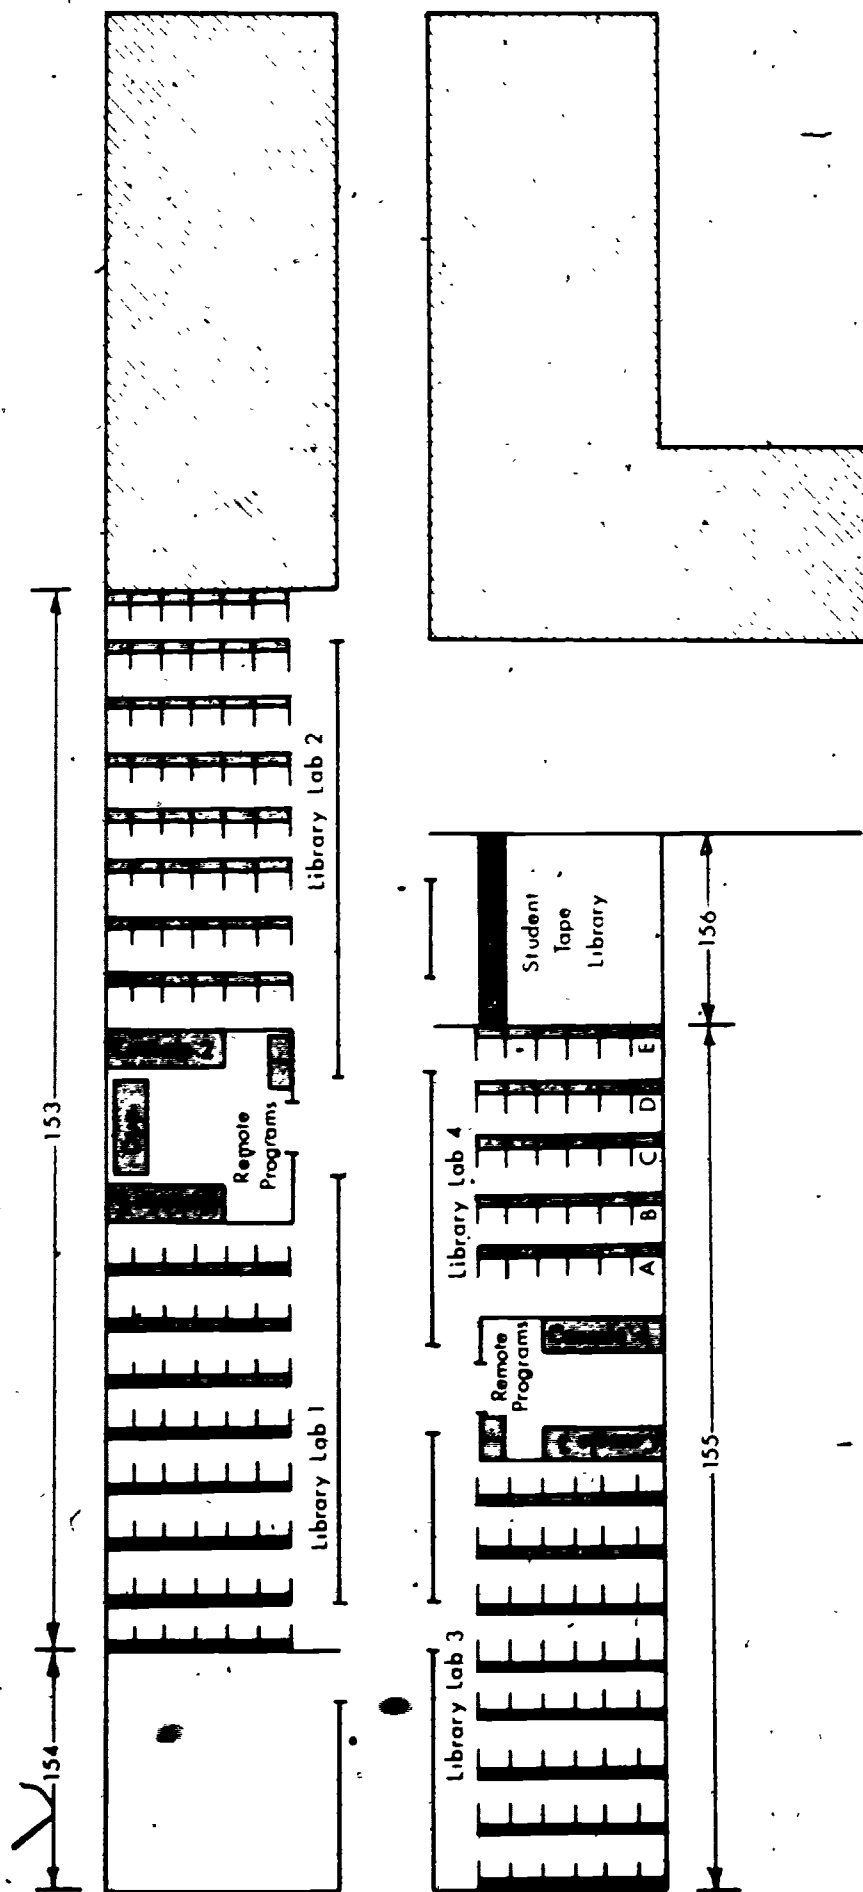 153
154
Library Lab 2
Remote
Programs
Library Lab 1
156
Student
Tape
Library
155
Library Lab 4
A
B
C
D
E
Remote
Programs
Library Lab 3